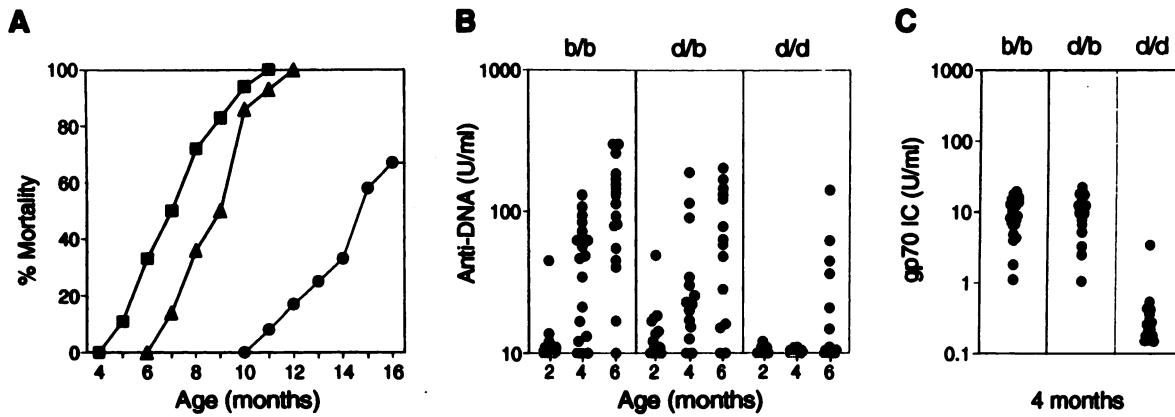 A
% Mortality
100
80
60
40
20
0
4 6 8 10 12 14 16
Age (months)
B
b/b d/b d/d
Anti-DNA (U/ml)
1000
100
10
2 4 6 2 4 6 2 4 6
Age (months)
C
b/b d/b d/d
gp70 IC (U/ml)
1000
100
10
1
0.1
4 months